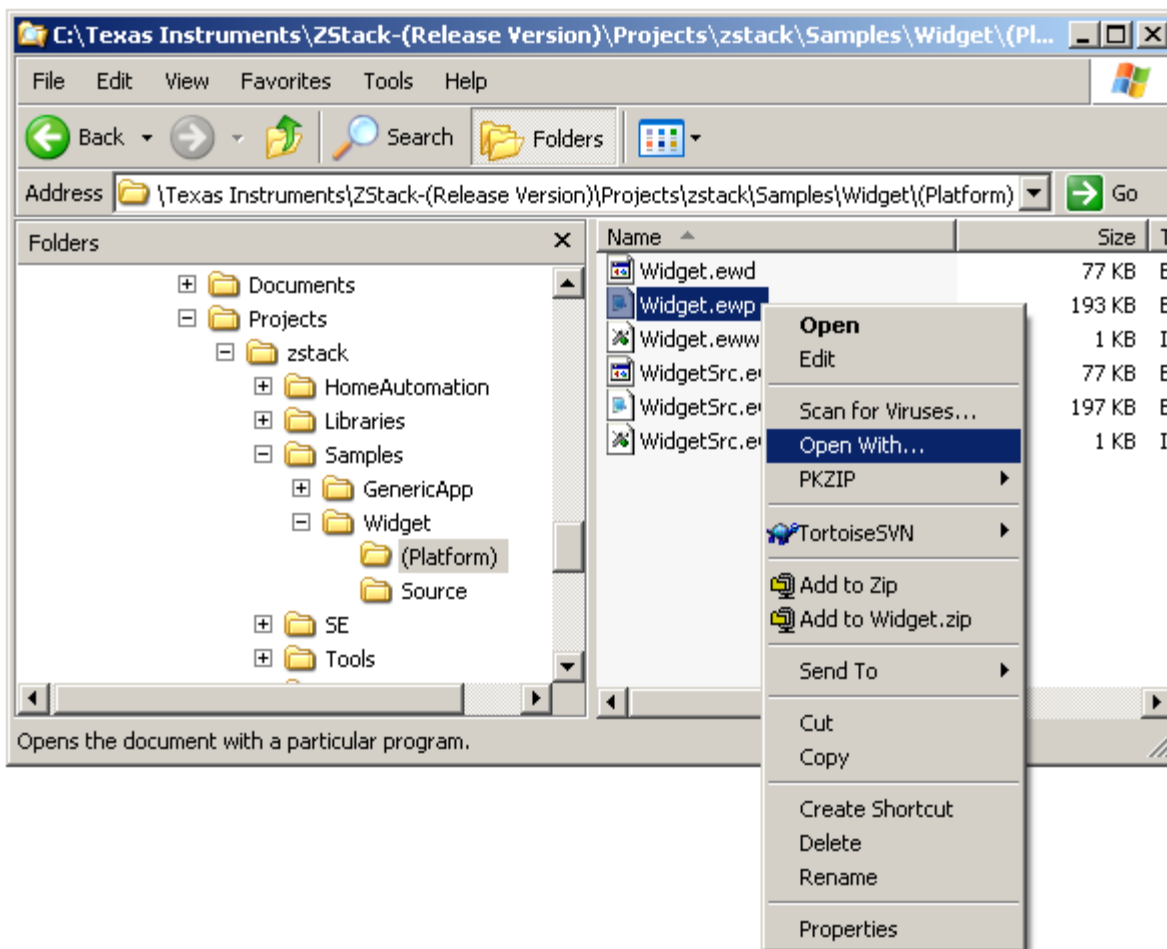 C:\Texas Instruments\ZStack-(Release Version)\Projects\zstack\Samples\Widget\(Pl...
File Edit View Favorites Tools Help
Back Search Folders
Address \Texas Instruments\ZStack-(Release Version)\Projects\zstack\Samples\Widget\(Platform) Go
Folders
Documents
Projects
zstack
HomeAutomation
Libraries
Samples
GenericApp
Widget
(Platform)
Source
SE
Tools
Name Size
Widget.ewd 77 KB
Widget.ewp 193 KB
Widget.eww 1 KB
WidgetSrc.e 77 KB
WidgetSrc.e 197 KB
WidgetSrc.e 1 KB
Open
Edit
Scan for Viruses...
Open With...
PKZIP
TortoiseSVN
Add to Zip
Add to Widget.zip
Send To
Cut
Copy
Create Shortcut
Delete
Rename
Properties
Opens the document with a particular program.